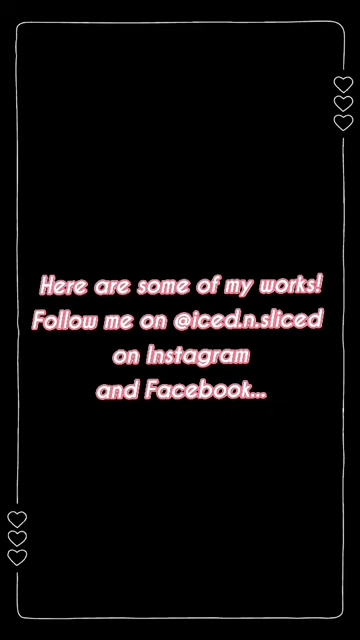 Here are some of my works!
Follow me on @iced.n.sliced
on Instagram
and Facebook...